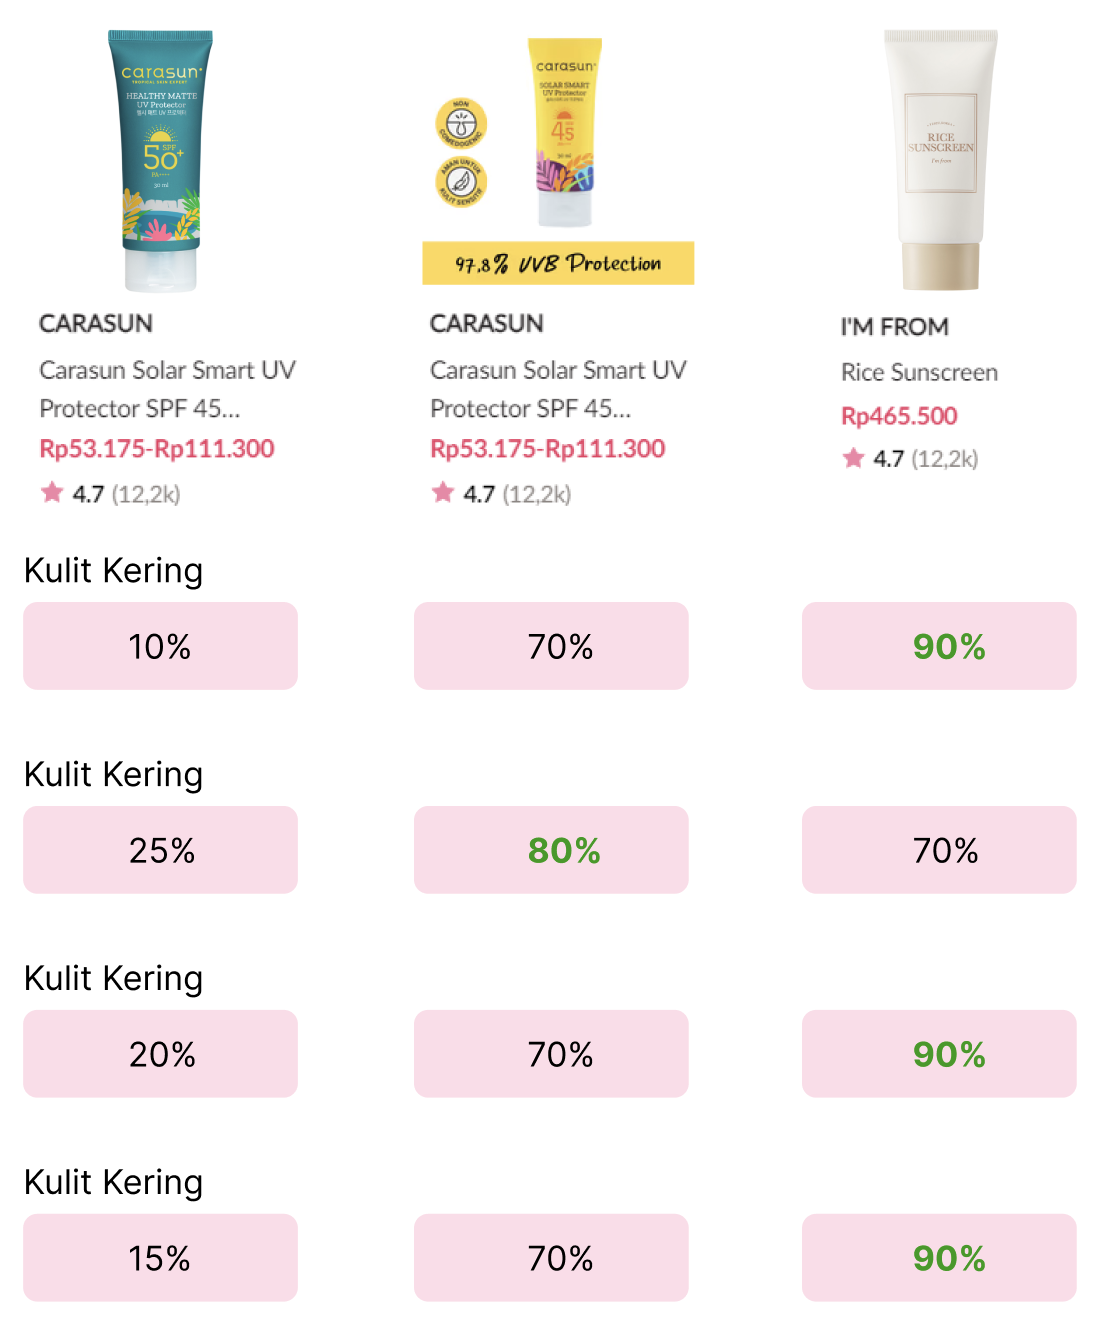 carasun
TROPICAL SKIN EXPERT
HEALTHY MATTE
UV Protector
SPF
50+
PA++++
30 ml
NON
COMEDOGENIC
AMAN UNTUK
KULIT SENSITIF
carasun
SOLAR SMART
UV Protector
45
30 ml
97,8% UVB Protection
RICE
SUNSCREEN
I'm from
CARASUN
Carasun Solar Smart UV
Protector SPF 45...
Rp53.175-Rp111.300
4.7 (12,2k)
CARASUN
Carasun Solar Smart UV
Protector SPF 45...
Rp53.175-Rp111.300
4.7 (12,2k)
I'M FROM
Rice Sunscreen
Rp465.500
4.7 (12,2k)
Kulit Kering
10%
70%
90%
Kulit Kering
25%
80%
70%
Kulit Kering
20%
70%
90%
Kulit Kering
15%
70%
90%